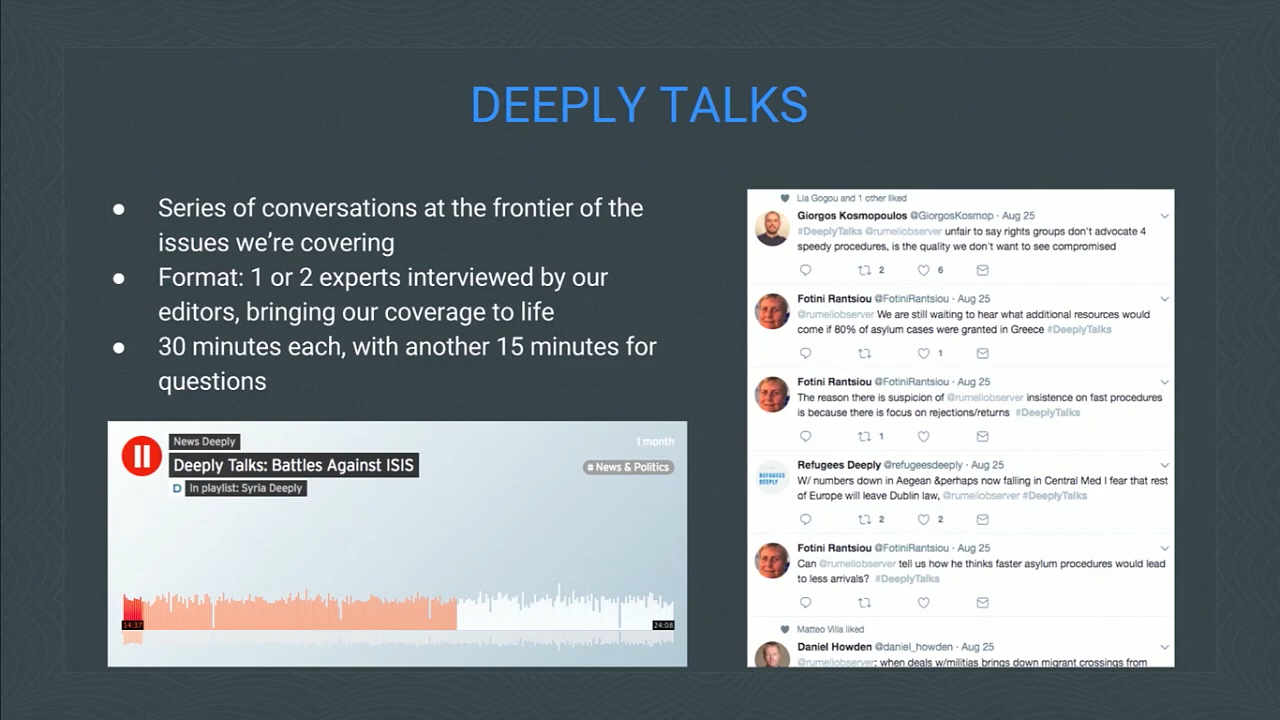 DEEPLY TALKS
● Series of conversations at the frontier of the
issues we’re covering
● Format: 1 or 2 experts interviewed by our
editors, bringing our coverage to life
● 30 minutes each, with another 15 minutes for
questions
News Deeply
1 month
Deeply Talks: Battles Against ISIS
# News & Politics
D In playlist: Syria Deeply
14:37
24:08
Lia Gogou and 1 other liked
Giorgos Kosmopoulos @GiorgosKosmop · Aug 25
#DeeplyTalks @rumeliobserver unfair to say rights groups don't advocate 4
speedy procedures, is the quality we don't want to see compromised
2 6
Fotini Rantsiou @FotiniRantsiou · Aug 25
@rumeliobserver We are still waiting to hear what additional resources would
come if 80% of asylum cases were granted in Greece #DeeplyTalks
1
Fotini Rantsiou @FotiniRantsiou · Aug 25
The reason there is suspicion of @rumeliobserver insistence on fast procedures
is because there is focus on rejections/returns #DeeplyTalks
1
REFUGEES
DEEPLY
Refugees Deeply @refugeesdeeply · Aug 25
W/ numbers down in Aegean &perhaps now falling in Central Med I fear that rest
of Europe will leave Dublin law, @rumeliobserver #DeeplyTalks
2 2
Fotini Rantsiou @FotiniRantsiou · Aug 25
Can @rumeliobserver tell us how he thinks faster asylum procedures would lead
to less arrivals? #DeeplyTalks
Matteo Villa liked
Daniel Howden @daniel_howden · Aug 25
@rumeliobserver: when deals w/militias brings down migrant crossings from